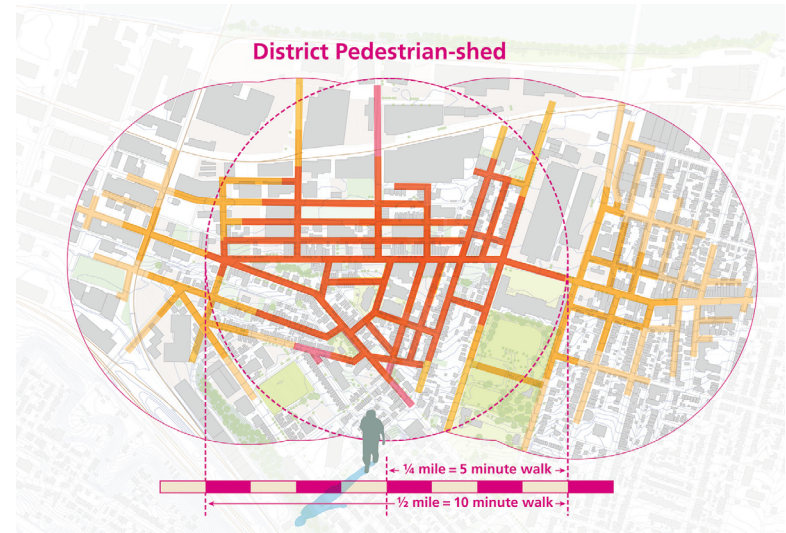 District Pedestrian-shed
¼ mile = 5 minute walk
½ mile = 10 minute walk